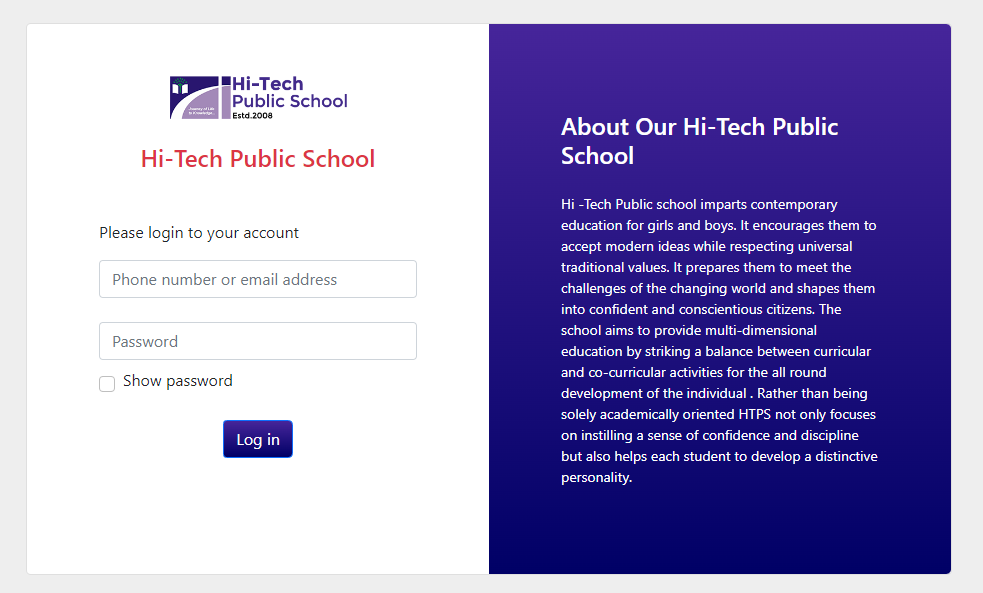 Hi-Tech
Public School
Estd.2008
Journey of Life
to Knowledge..
Hi-Tech Public School
Please login to your account
Phone number or email address
Password
Show password
Log in
About Our Hi-Tech Public
School
Hi -Tech Public school imparts contemporary
education for girls and boys. It encourages them to
accept modern ideas while respecting universal
traditional values. It prepares them to meet the
challenges of the changing world and shapes them
into confident and conscientious citizens. The
school aims to provide multi-dimensional
education by striking a balance between curricular
and co-curricular activities for the all round
development of the individual . Rather than being
solely academically oriented HTPS not only focuses
on instilling a sense of confidence and discipline
but also helps each student to develop a distinctive
personality.